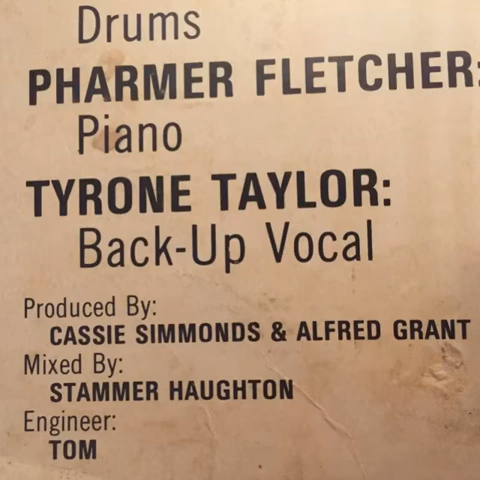 Drums
PHARMER FLETCHER:
Piano
TYRONE TAYLOR:
Back-Up Vocal
Produced By:
CASSIE SIMMONDS & ALFRED GRANT
Mixed By:
STAMMER HAUGHTON
Engineer:
TOM